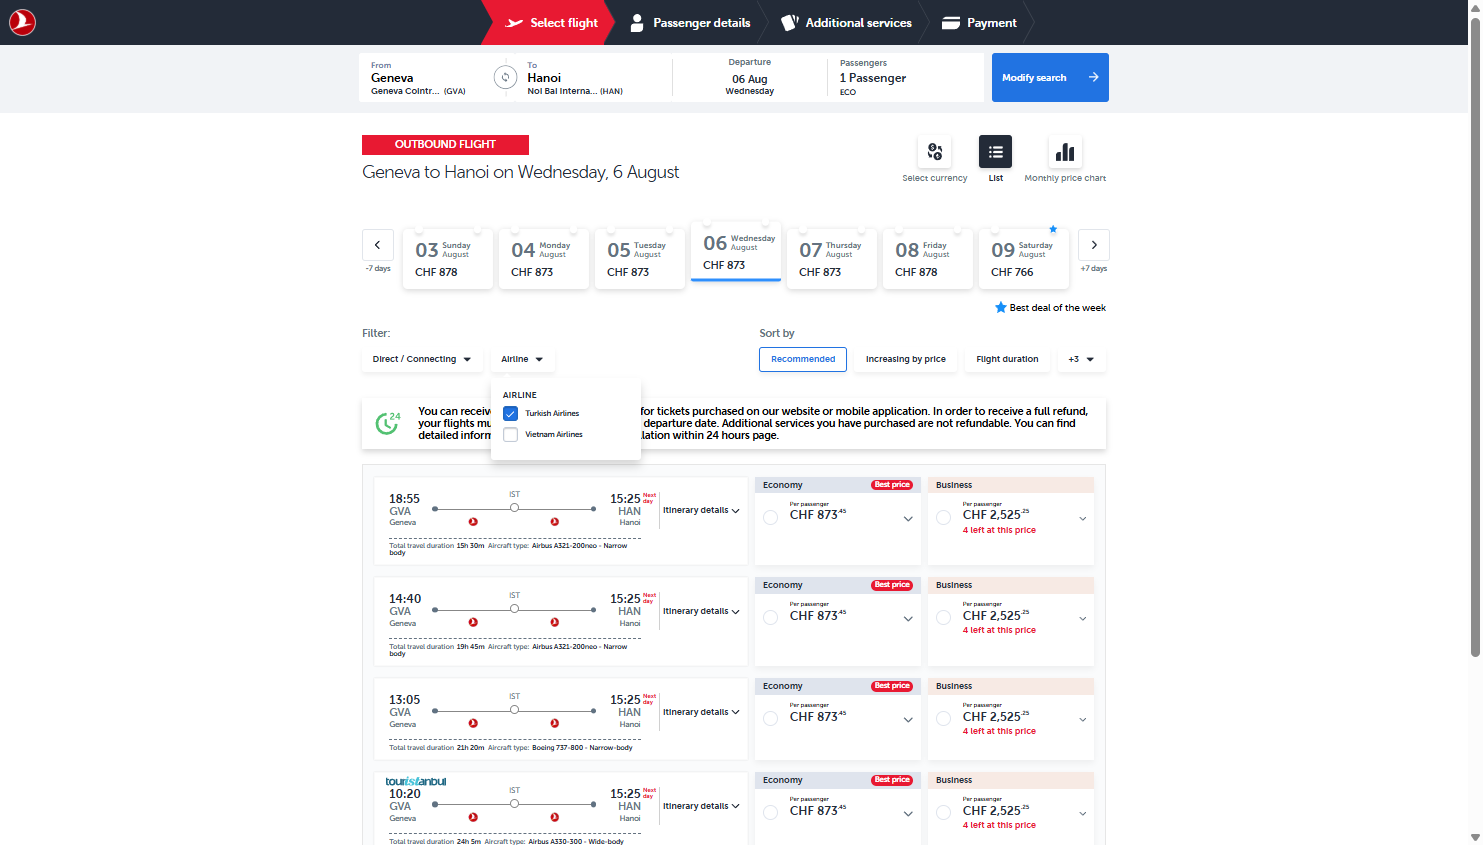 Select flight
Passenger details
Additional services
Payment
From
Geneva
Geneva Cointr... (GVA)
To
Hanoi
Noi Bai Interna... (HAN)
Departure
06 Aug
Wednesday
Passengers
1 Passenger
ECO
Modify search
OUTBOUND FLIGHT
Geneva to Hanoi on Wednesday, 6 August
Select currency
List
Monthly price chart
-7 days
03 Sunday August
CHF 878
04 Monday August
CHF 873
05 Tuesday August
CHF 873
06 Wednesday August
CHF 873
07 Thursday August
CHF 873
08 Friday August
CHF 878
09 Saturday August
CHF 766
+7 days
Best deal of the week
Filter:
Sort by
Direct / Connecting
Airline
Recommended
Increasing by price
Flight duration
+3
AIRLINE
Turkish Airlines
Vietnam Airlines
24
You can receive for tickets purchased on our website or mobile application. In order to receive a full refund,
your flights mu departure date. Additional services you have purchased are not refundable. You can find
detailed inform lation within 24 hours page.
18:55
GVA
Geneva
IST
15:25 Next day
HAN
Hanoi
Itinerary details
Total travel duration 15h 30m Aircraft type: Airbus A321-200neo - Narrow
body
Economy
Best price
Per passenger
CHF 873.45
Business
Per passenger
CHF 2,525.25
4 left at this price
14:40
GVA
Geneva
IST
15:25 Next day
HAN
Hanoi
Itinerary details
Total travel duration 19h 45m Aircraft type: Airbus A321-200neo - Narrow
body
Economy
Best price
Per passenger
CHF 873.45
Business
Per passenger
CHF 2,525.25
4 left at this price
13:05
GVA
Geneva
IST
15:25 Next day
HAN
Hanoi
Itinerary details
Total travel duration 21h 20m Aircraft type: Boeing 737-800 - Narrow-body
Economy
Best price
Per passenger
CHF 873.45
Business
Per passenger
CHF 2,525.25
4 left at this price
touristanbul
10:20
GVA
Geneva
IST
15:25 Next day
HAN
Hanoi
Itinerary details
Total travel duration 24h 5m Aircraft type: Airbus A330-300 - Wide-body
Economy
Best price
Per passenger
CHF 873.45
Business
Per passenger
CHF 2,525.25
4 left at this price